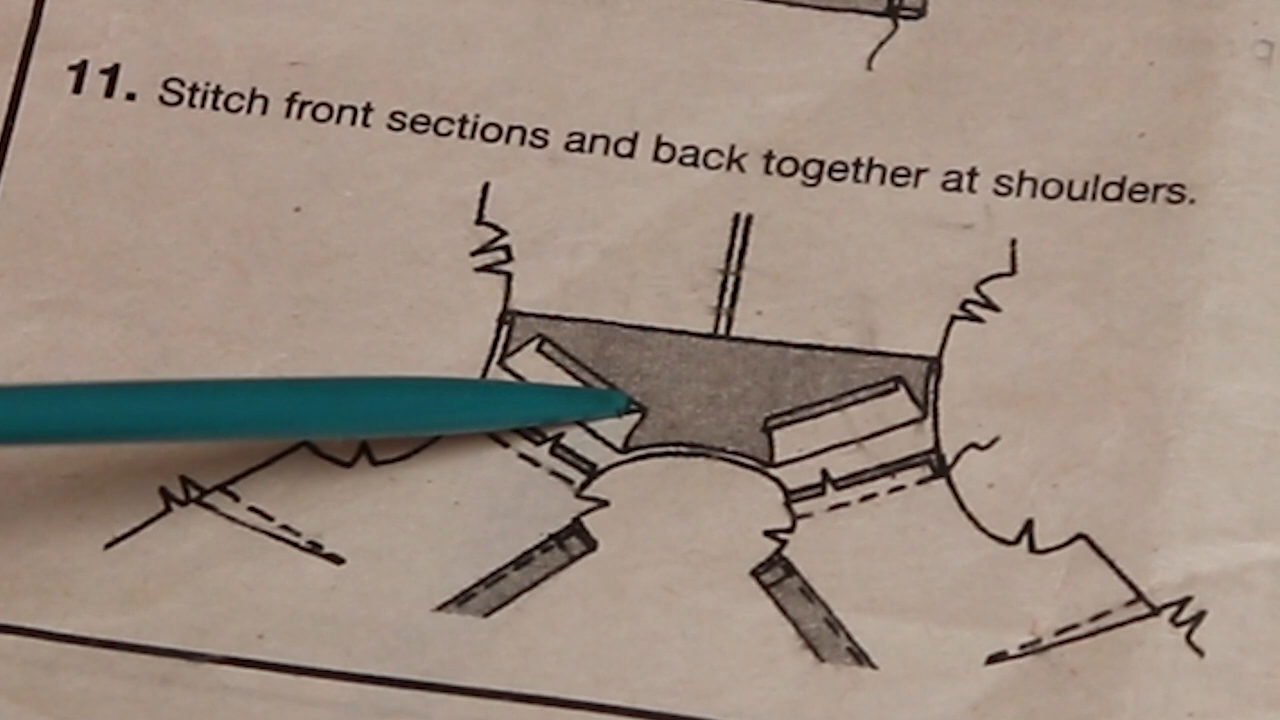 11. Stitch front sections and back together at shoulders.